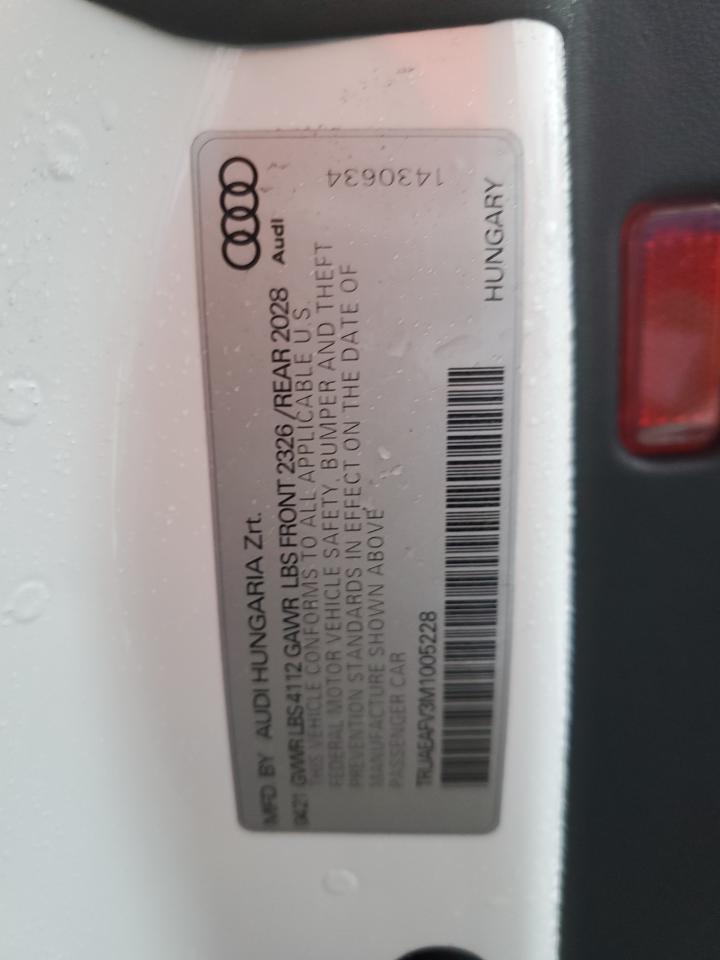 1430634
Audi
MFD BY AUDI HUNGARIA Zrt.
0421 GVWR LBS 4112 GAWR LBS FRONT 2326 /REAR 2028
THIS VEHICLE CONFORMS TO ALL APPLICABLE U.S.
FEDERAL MOTOR VEHICLE SAFETY, BUMPER AND THEFT
PREVENTION STANDARDS IN EFFECT ON THE DATE OF
MANUFACTURE SHOWN ABOVE
PASSENGER CAR
TRUAEAFV3M1005228
HUNGARY